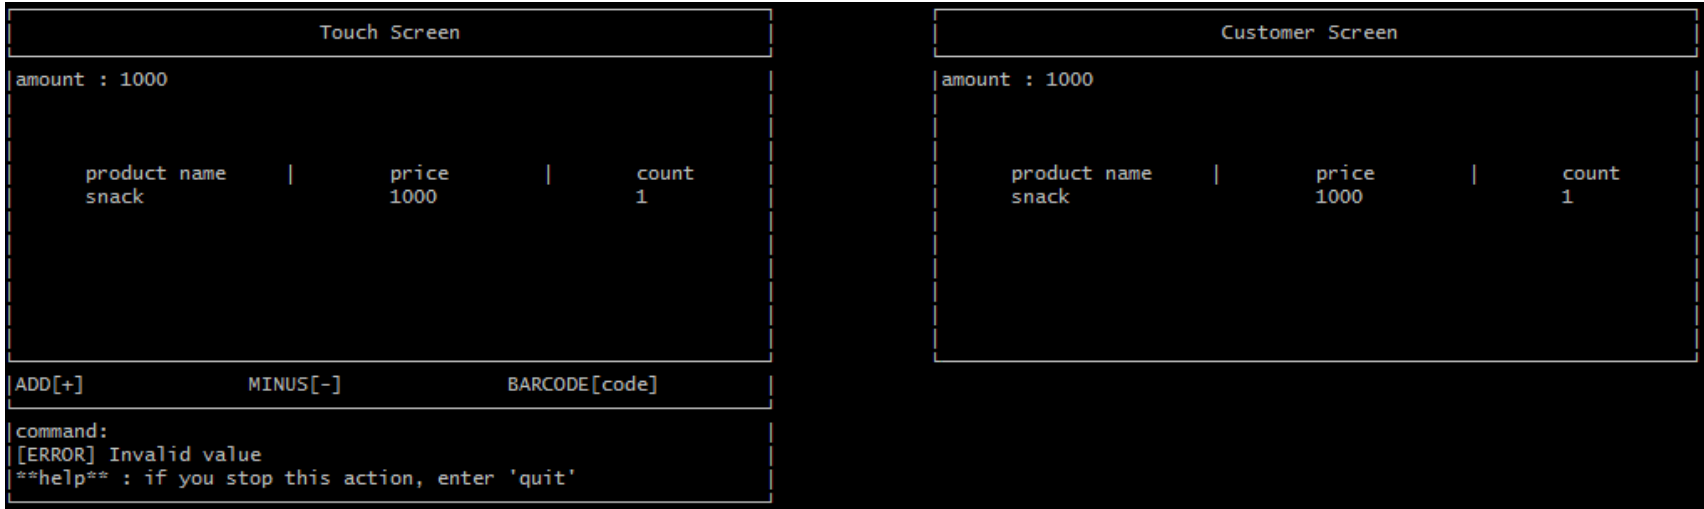 Touch Screen
amount : 1000
product name | price | count
snack 1000 1
ADD[+] MINUS[-] BARCODE[code]
command:
[ERROR] Invalid value
**help** : if you stop this action, enter 'quit'
Customer Screen
amount : 1000
product name | price | count
snack 1000 1